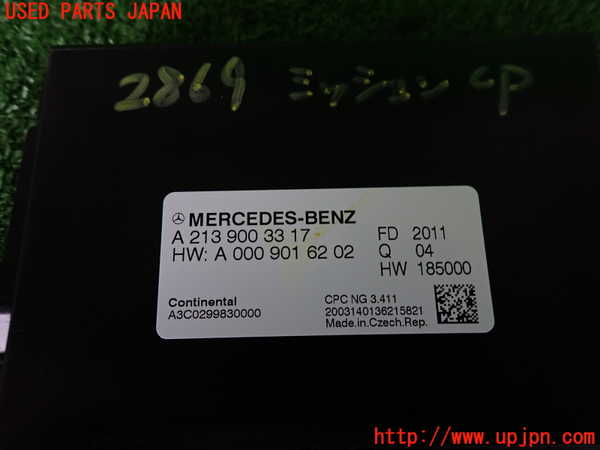 USED PARTS JAPAN
2869 ミッション CP
MERCEDES-BENZ
A 213 900 33 17
HW: A 000 901 62 02
FD 2011
Q 04
HW 185000
Continental
A3C0299830000
CPC NG 3.411
2003140136215821
Made.in.Czech.Rep.
http://www.upjpn.com/